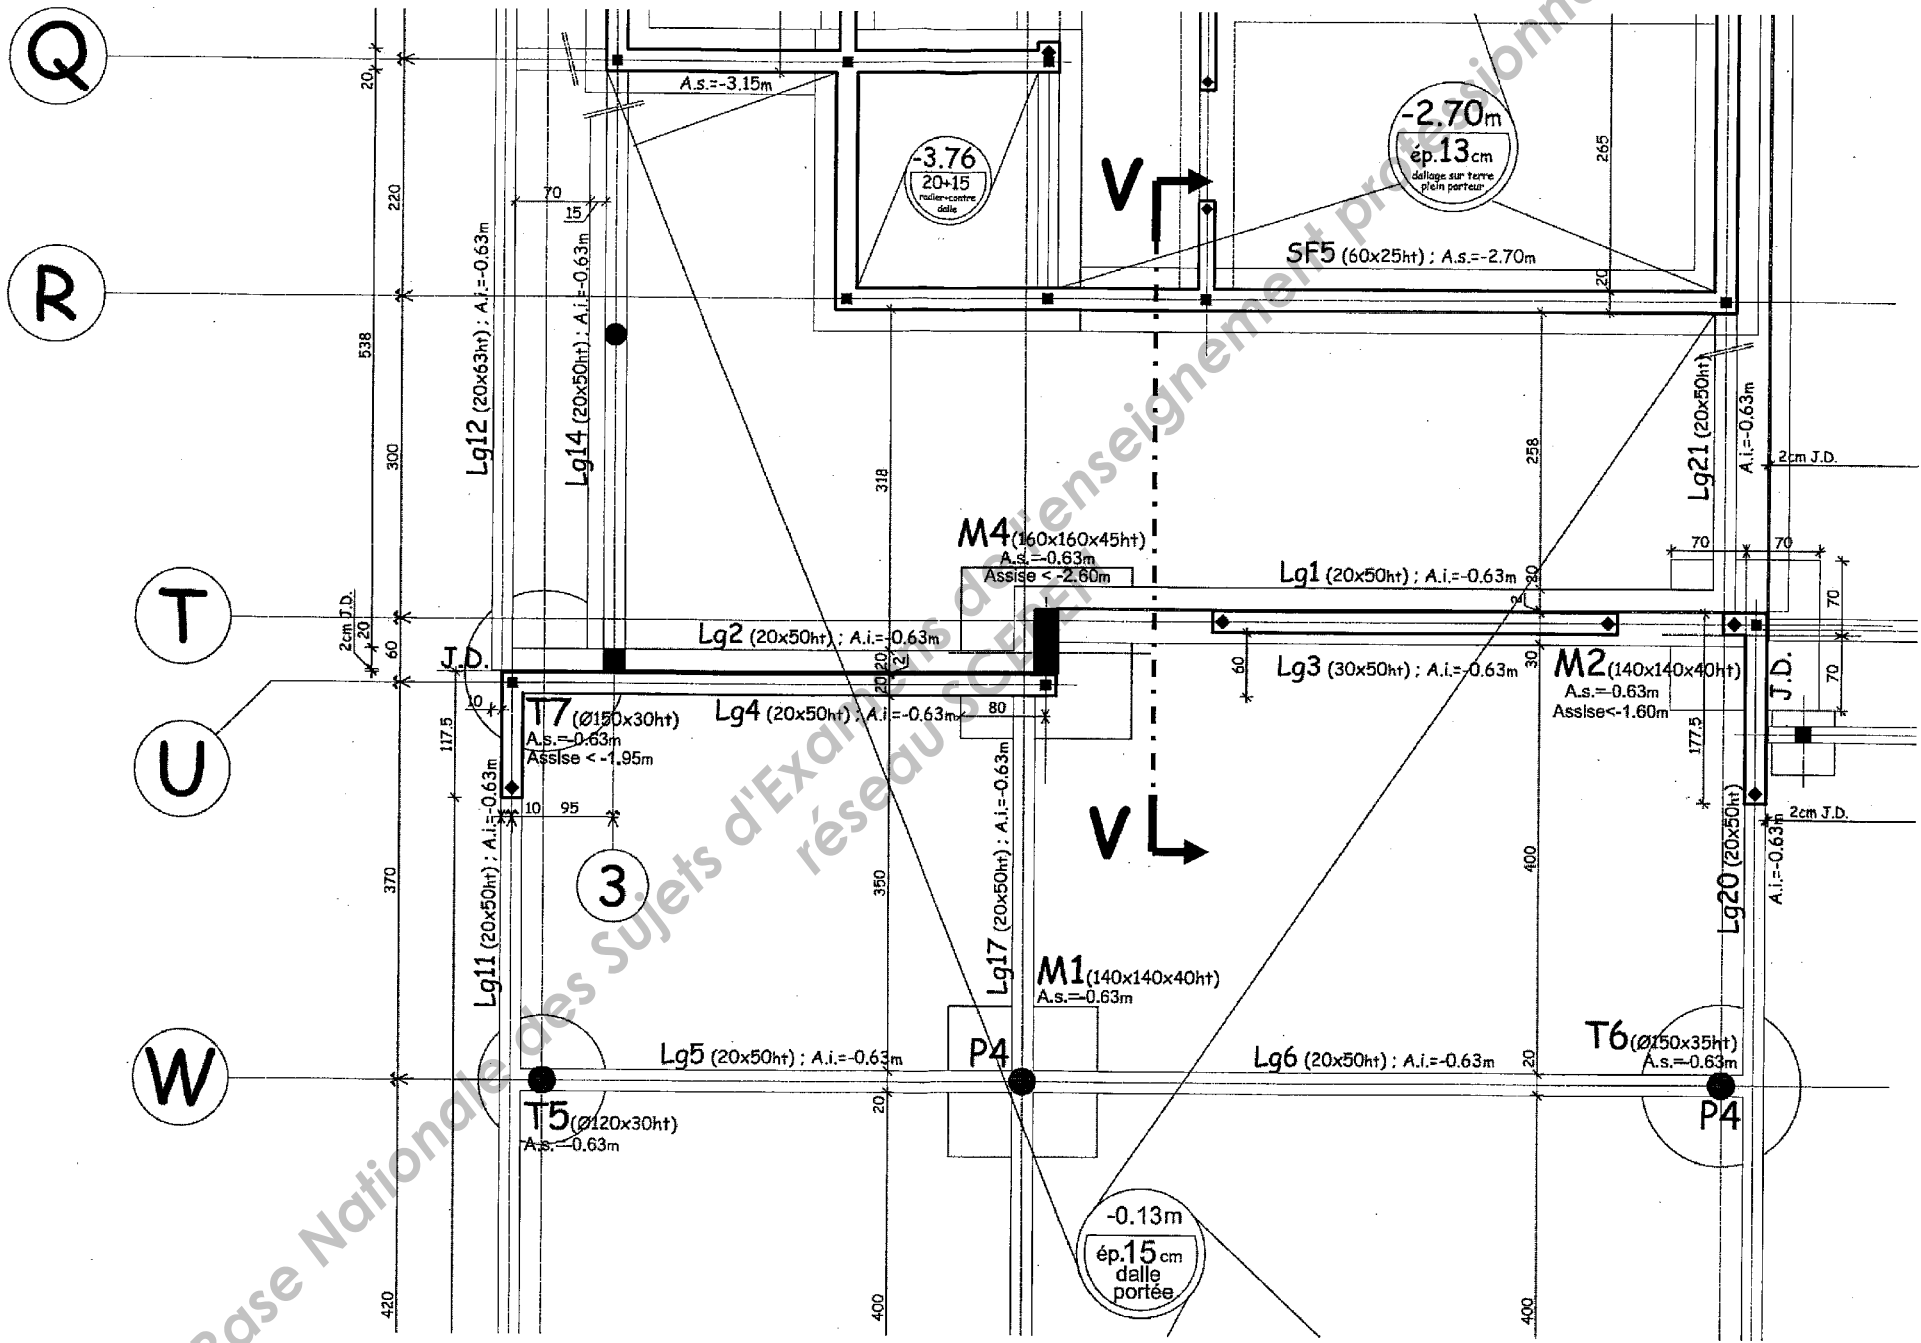 Q
R
T
U
W
3
20
220
538
300
2cm J.D.
20
60
370
420
117.5
70
15
Lg12 (20x63ht) ; A.i.=-0.63m
Lg14 (20x50ht) ; A.i.=-0.63m
A.s.=-3.15m
-3.76
20+15
radier+contre
dalle
V
-2.70m
ép.13cm
dallage sur terre
plein porteur
265
SF5 (60x25ht) ; A.s.=-2.70m
20
318
258
Lg21 (20x50ht)
A.i.=-0.63m
2cm J.D.
M4(160x160x45ht)
A.s.=-0.63m
Assise < -2.60m
Lg1 (20x50ht) ; A.i.=-0.63m
20
2
70
70
70
70
Lg2 (20x50ht) ; A.i.=-0.63m
J.D.
20
2
20
60
30
Lg3 (30x50ht) ; A.i.=-0.63m
M2(140x140x40ht)
A.s.=-0.63m
Assise<-1.60m
J.D.
177.5
10
T7(Ø150x30ht)
A.s.=-0.63m
Assise < -1.95m
Lg4 (20x50ht) ; A.i.=-0.63m
80
10
95
Lg11 (20x50ht) ; A.i.=-0.63m
Lg17 (20x50ht) ; A.i.=-0.63m
V
350
400
Lg20 (20x50ht)
A.i.=-0.63m
2cm J.D.
M1(140x140x40ht)
A.s.=-0.63m
Lg5 (20x50ht) ; A.i.=-0.63m
P4
Lg6 (20x50ht) ; A.i.=-0.63m
20
T6(Ø150x35ht)
A.s.=-0.63m
P4
T5(Ø120x30ht)
A.s.=-0.63m
20
-0.13m
ép.15cm
dalle
portée
400
400
Base Nationale des Sujets d'Examens de l'enseignement professionn
réseau SCEREN